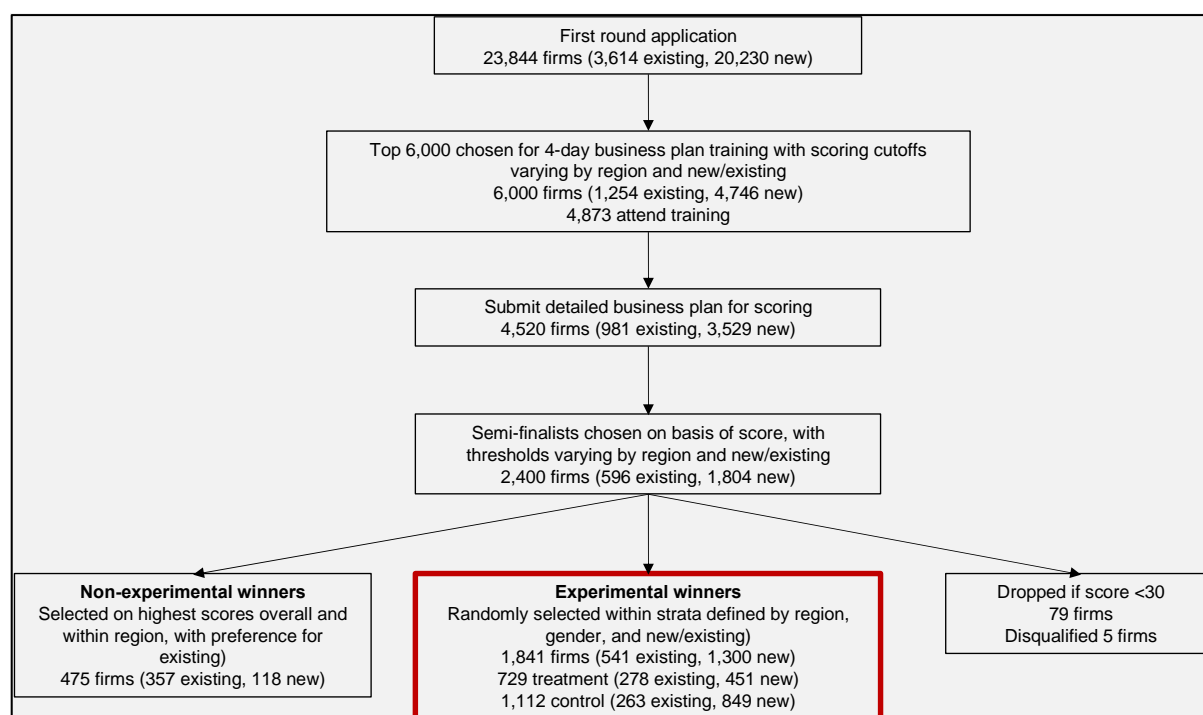 First round application
23,844 firms (3,614 existing, 20,230 new)
Top 6,000 chosen for 4-day business plan training with scoring cutoffs
varying by region and new/existing
6,000 firms (1,254 existing, 4,746 new)
4,873 attend training
Submit detailed business plan for scoring
4,520 firms (981 existing, 3,529 new)
Semi-finalists chosen on basis of score, with
thresholds varying by region and new/existing
2,400 firms (596 existing, 1,804 new)
Non-experimental winners
Selected on highest scores overall and
within region, with preference for
existing)
475 firms (357 existing, 118 new)
Experimental winners
Randomly selected within strata defined by region,
gender, and new/existing)
1,841 firms (541 existing, 1,300 new)
729 treatment (278 existing, 451 new)
1,112 control (263 existing, 849 new)
Dropped if score <30
79 firms
Disqualified 5 firms